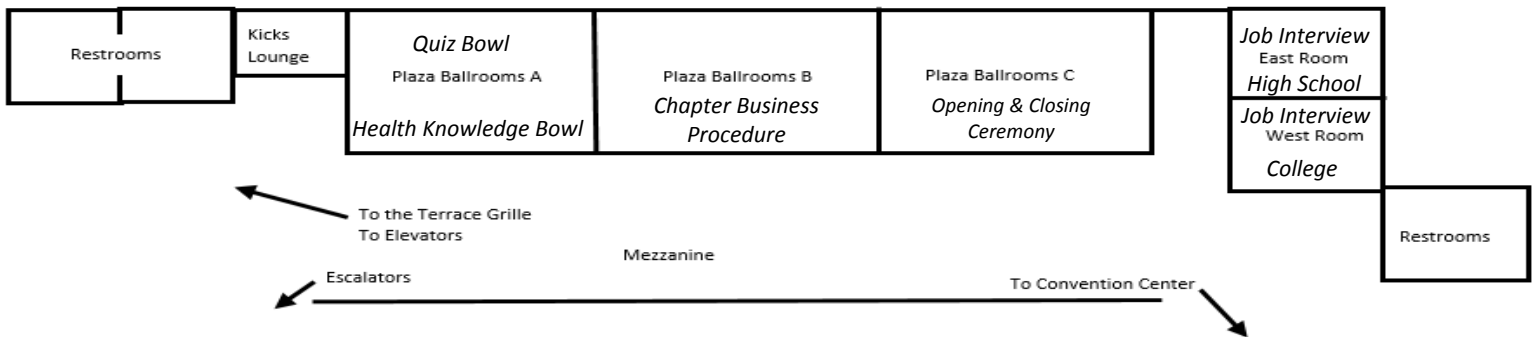 Restrooms
Kicks
Lounge
Quiz Bowl
Plaza Ballrooms A
Health Knowledge Bowl
Plaza Ballrooms B
Chapter Business
Procedure
Plaza Ballrooms C
Opening & Closing
Ceremony
Job Interview
East Room
High School
Job Interview
West Room
College
Restrooms
To the Terrace Grille
To Elevators
Mezzanine
Escalators
To Convention Center